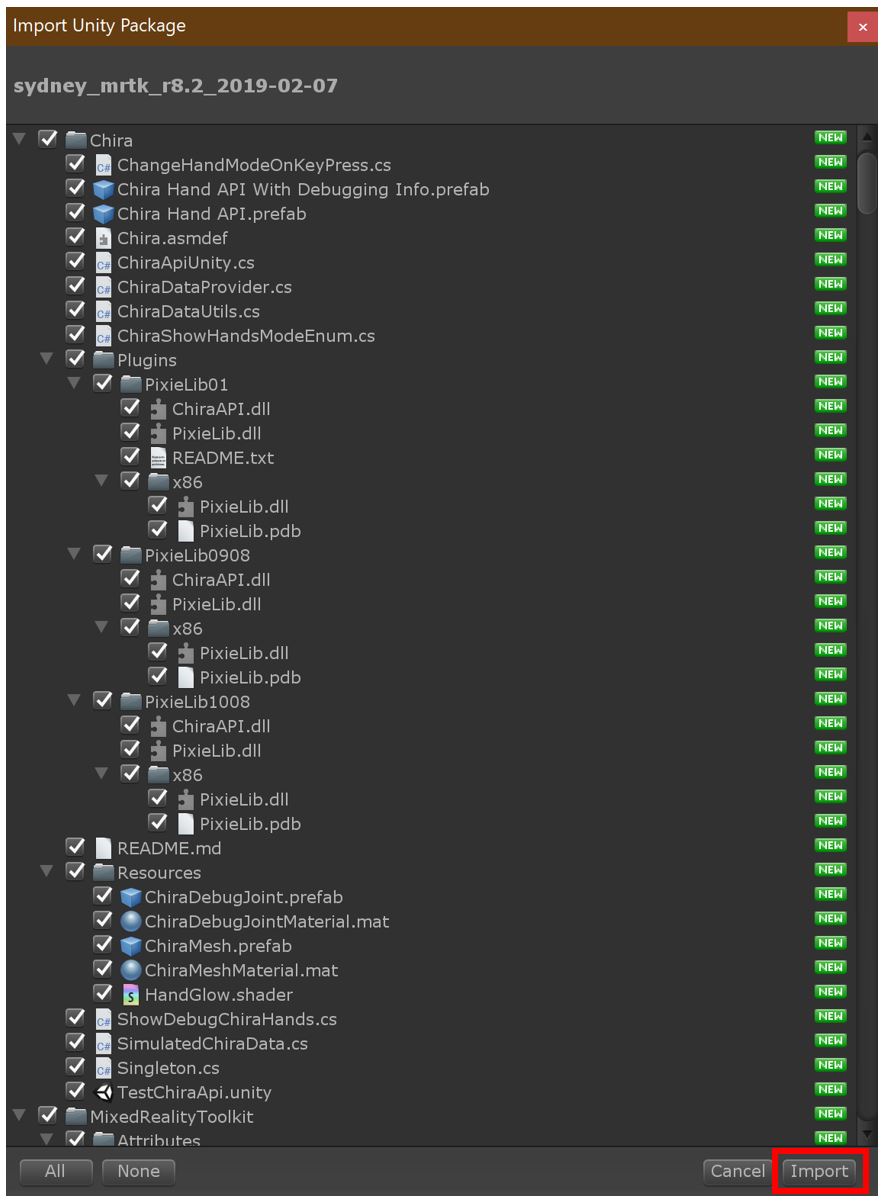 Import Unity Package
×
sydney_mrtk_r8.2_2019-02-07
Chira NEW
C# ChangeHandModeOnKeyPress.cs NEW
Chira Hand API With Debugging Info.prefab NEW
Chira Hand API.prefab NEW
Chira.asmdef NEW
C# ChiraApiUnity.cs NEW
C# ChiraDataProvider.cs NEW
C# ChiraDataUtils.cs NEW
C# ChiraShowHandsModeEnum.cs NEW
Plugins NEW
PixieLib01 NEW
ChiraAPI.dll NEW
PixieLib.dll NEW
README.txt NEW
x86 NEW
PixieLib.dll NEW
PixieLib.pdb NEW
PixieLib0908 NEW
ChiraAPI.dll NEW
PixieLib.dll NEW
x86 NEW
PixieLib.dll NEW
PixieLib.pdb NEW
PixieLib1008 NEW
ChiraAPI.dll NEW
PixieLib.dll NEW
x86 NEW
PixieLib.dll NEW
PixieLib.pdb NEW
README.md NEW
Resources NEW
ChiraDebugJoint.prefab NEW
ChiraDebugJointMaterial.mat NEW
ChiraMesh.prefab NEW
ChiraMeshMaterial.mat NEW
S HandGlow.shader NEW
C# ShowDebugChiraHands.cs NEW
C# SimulatedChiraData.cs NEW
C# Singleton.cs NEW
TestChiraApi.unity NEW
MixedRealityToolkit NEW
Attributes NEW
All None Cancel Import